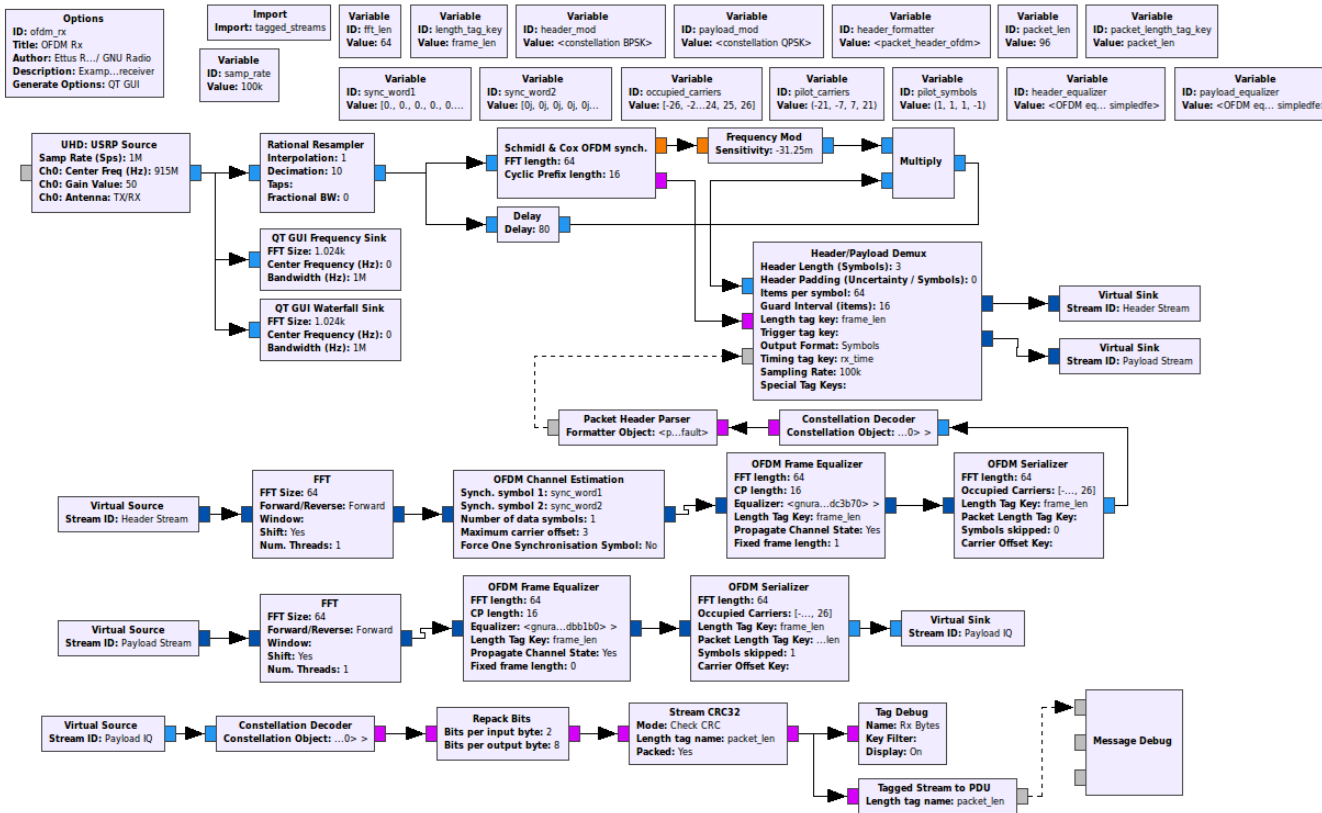 Options
ID: ofdm_rx
Title: OFDM Rx
Author: Ettus R.../ GNU Radio
Description: Examp...receiver
Generate Options: QT GUI
Import
Import: tagged_streams
Variable
ID: fft_len
Value: 64
Variable
ID: length_tag_key
Value: frame_len
Variable
ID: header_mod
Value: <constellation BPSK>
Variable
ID: payload_mod
Value: <constellation QPSK>
Variable
ID: header_formatter
Value: <packet_header_ofdm>
Variable
ID: packet_len
Value: 96
Variable
ID: packet_length_tag_key
Value: packet_len
Variable
ID: samp_rate
Value: 100k
Variable
ID: sync_word1
Value: [0., 0., 0., 0., 0....
Variable
ID: sync_word2
Value: [0j, 0j, 0j, 0j, 0j...
Variable
ID: occupied_carriers
Value: [-26, -2...24, 25, 26]
Variable
ID: pilot_carriers
Value: (-21, -7, 7, 21)
Variable
ID: pilot_symbols
Value: (1, 1, 1, -1)
Variable
ID: header_equalizer
Value: <OFDM eq... simpledfe>
Variable
ID: payload_equalizer
Value: <OFDM eq... simpledfe>
UHD: USRP Source
Samp Rate (Sps): 1M
Ch0: Center Freq (Hz): 915M
Ch0: Gain Value: 50
Ch0: Antenna: TX/RX
Rational Resampler
Interpolation: 1
Decimation: 10
Taps:
Fractional BW: 0
Schmidl & Cox OFDM synch.
FFT length: 64
Cyclic Prefix length: 16
Frequency Mod
Sensitivity: -31.25m
Multiply
Delay
Delay: 80
QT GUI Frequency Sink
FFT Size: 1.024k
Center Frequency (Hz): 0
Bandwidth (Hz): 1M
QT GUI Waterfall Sink
FFT Size: 1.024k
Center Frequency (Hz): 0
Bandwidth (Hz): 1M
Header/Payload Demux
Header Length (Symbols): 3
Header Padding (Uncertainty / Symbols): 0
Items per symbol: 64
Guard Interval (items): 16
Length tag key: frame_len
Trigger tag key:
Output Format: Symbols
Timing tag key: rx_time
Sampling Rate: 100k
Special Tag Keys:
Virtual Sink
Stream ID: Header Stream
Virtual Sink
Stream ID: Payload Stream
Packet Header Parser
Formatter Object: <p...fault>
Constellation Decoder
Constellation Object: ...0> >
Virtual Source
Stream ID: Header Stream
FFT
FFT Size: 64
Forward/Reverse: Forward
Window:
Shift: Yes
Num. Threads: 1
OFDM Channel Estimation
Synch. symbol 1: sync_word1
Synch. symbol 2: sync_word2
Number of data symbols: 1
Maximum carrier offset: 3
Force One Synchronisation Symbol: No
OFDM Frame Equalizer
FFT length: 64
CP length: 16
Equalizer: <gnura...dc3b70> >
Length Tag Key: frame_len
Propagate Channel State: Yes
Fixed frame length: 1
OFDM Serializer
FFT length: 64
Occupied Carriers: [-..., 26]
Length Tag Key: frame_len
Packet Length Tag Key:
Symbols skipped: 0
Carrier Offset Key:
Virtual Source
Stream ID: Payload Stream
FFT
FFT Size: 64
Forward/Reverse: Forward
Window:
Shift: Yes
Num. Threads: 1
OFDM Frame Equalizer
FFT length: 64
CP length: 16
Equalizer: <gnura...dbb1b0> >
Length Tag Key: frame_len
Propagate Channel State: Yes
Fixed frame length: 0
OFDM Serializer
FFT length: 64
Occupied Carriers: [-..., 26]
Length Tag Key: frame_len
Packet Length Tag Key: ...len
Symbols skipped: 1
Carrier Offset Key:
Virtual Sink
Stream ID: Payload IQ
Virtual Source
Stream ID: Payload IQ
Constellation Decoder
Constellation Object: ...0> >
Repack Bits
Bits per input byte: 2
Bits per output byte: 8
Stream CRC32
Mode: Check CRC
Length tag name: packet_len
Packed: Yes
Tag Debug
Name: Rx Bytes
Key Filter:
Display: On
Tagged Stream to PDU
Length tag name: packet_len
Message Debug